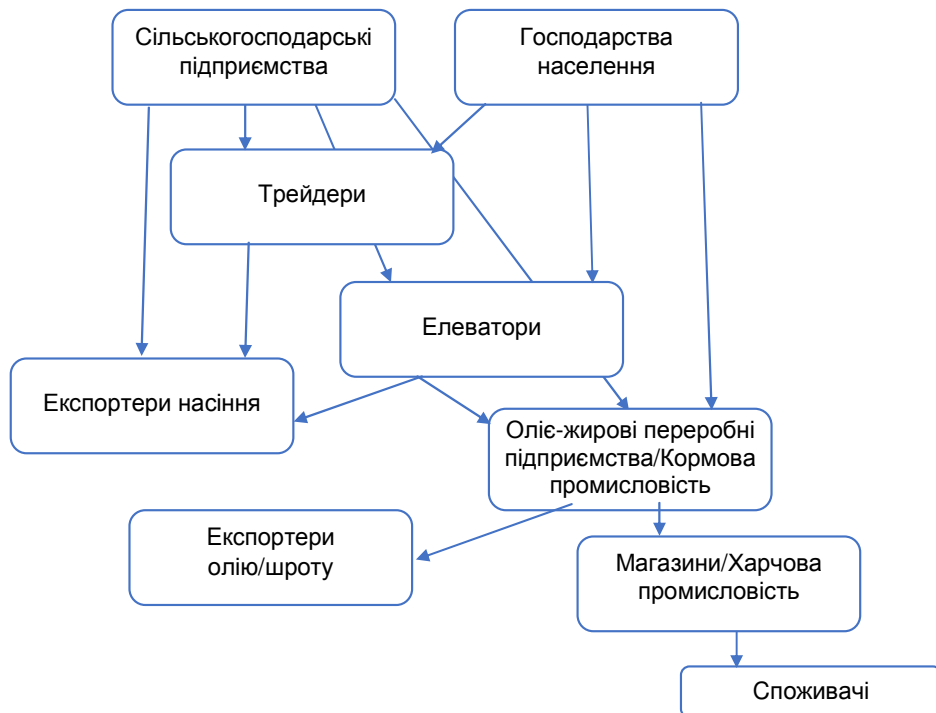 Сільськогосподарські
підприємства
Господарства
населення
Трейдери
Елеватори
Експортери насіння
Оліє-жирові переробні
підприємства/Кормова
промисловість
Експортери
олію/шроту
Магазини/Харчова
промисловість
Споживачі